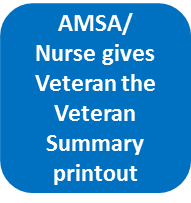 AMSA/
Nurse gives
Veteran the
Veteran
Summary
printout